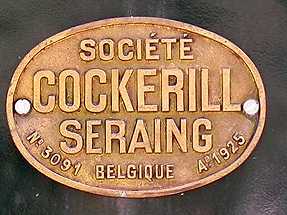 SOCIÉTÉ
COCKERILL
SERAING
Nº 3091 BELGIQUE Aº 1925